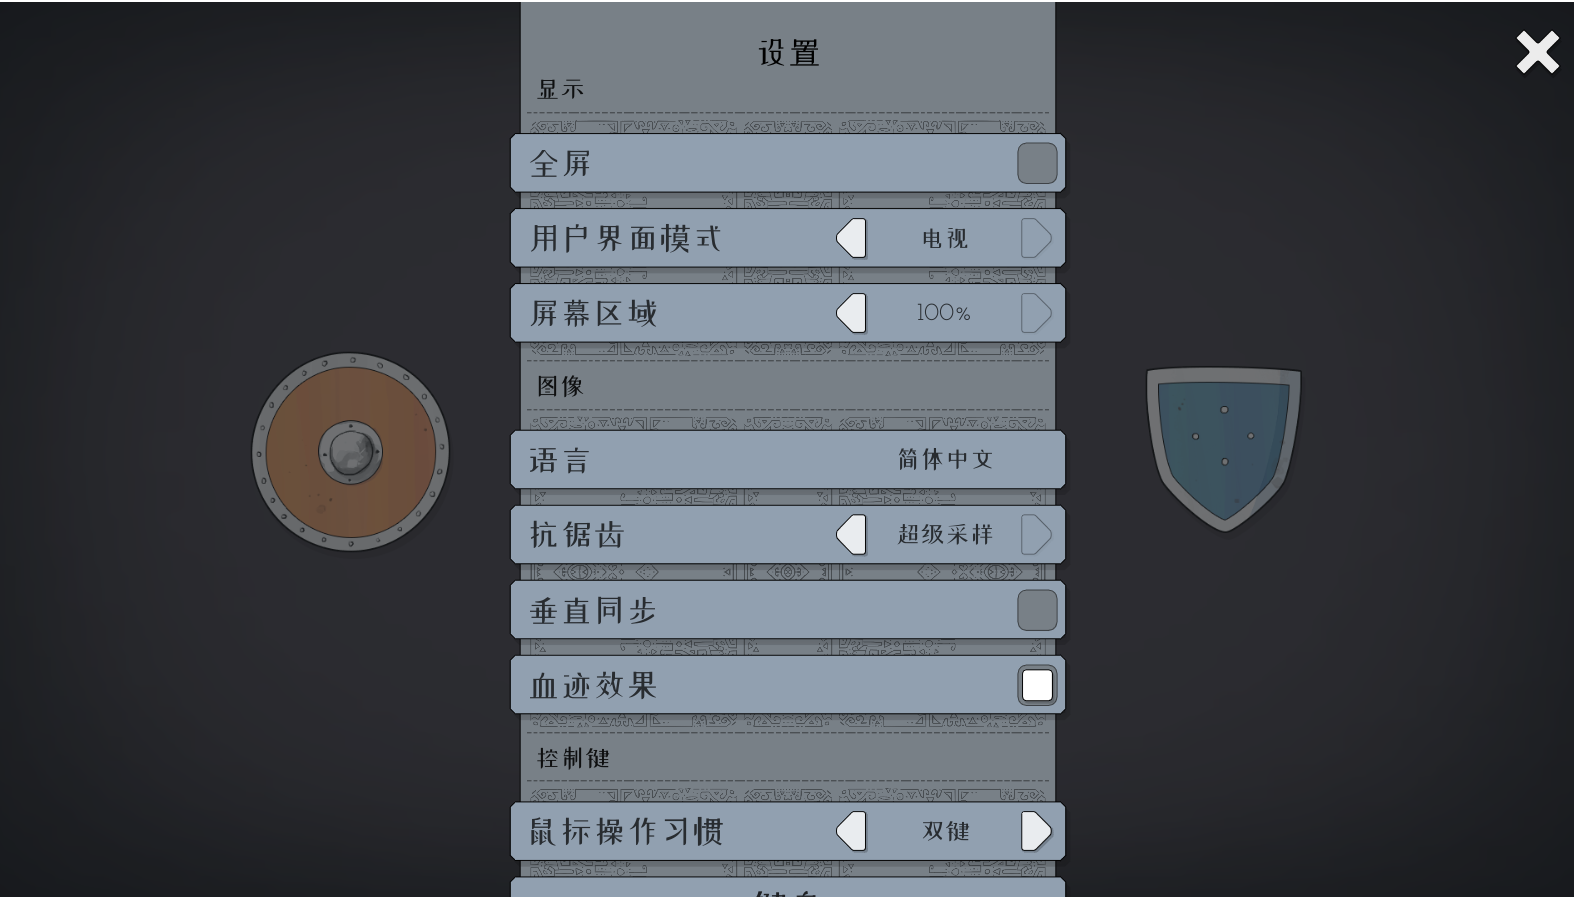 设置
显示
全屏
用户界面模式 电视
屏幕区域 100%
图像
语言 简体中文
抗锯齿 超级采样
垂直同步
血迹效果
控制键
鼠标操作习惯 双键